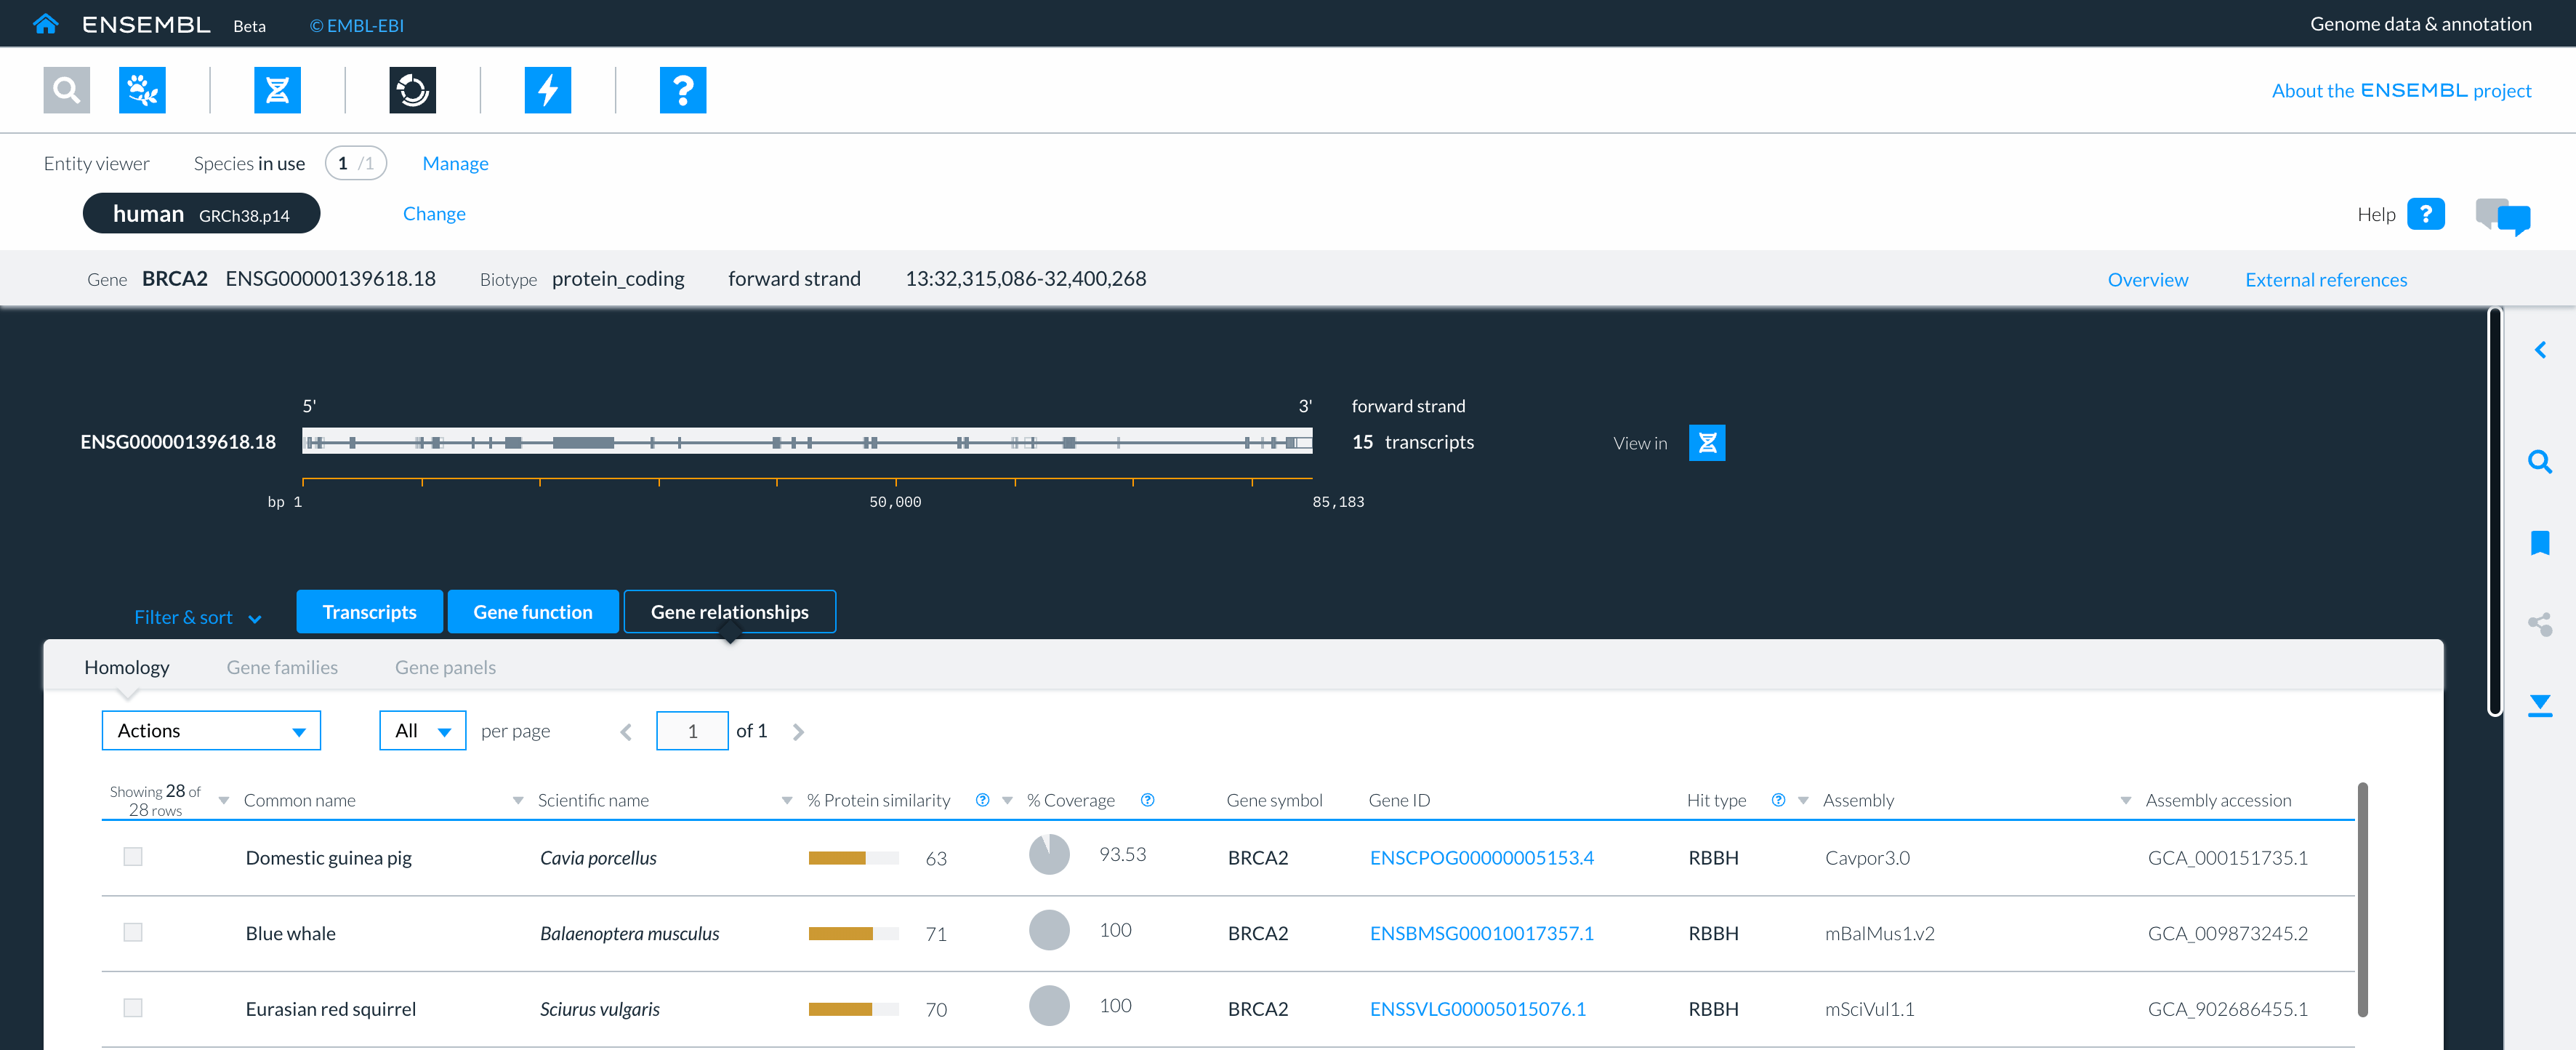 ENSEMBL Beta © EMBL-EBI Genome data & annotation
About the ENSEMBL project
Entity viewer Species in use 1 /1 Manage
human GRCh38.p14 Change Help
Gene BRCA2 ENSG00000139618.18 Biotype protein_coding forward strand 13:32,315,086-32,400,268 Overview External references
5' 3' forward strand
ENSG00000139618.18 15 transcripts View in
bp 1 50,000 85,183
Filter & sort Transcripts Gene function Gene relationships
Homology Gene families Gene panels
Actions All per page 1 of 1
Showing 28 of 28 rows Common name Scientific name % Protein similarity ? % Coverage ? Gene symbol Gene ID Hit type ? Assembly Assembly accession
Domestic guinea pig Cavia porcellus 63 93.53 BRCA2 ENSCPOG00000005153.4 RBBH Cavpor3.0 GCA_000151735.1
Blue whale Balaenoptera musculus 71 100 BRCA2 ENSBMSG00010017357.1 RBBH mBalMus1.v2 GCA_009873245.2
Eurasian red squirrel Sciurus vulgaris 70 100 BRCA2 ENSSVLG00005015076.1 RBBH mSciVul1.1 GCA_902686455.1